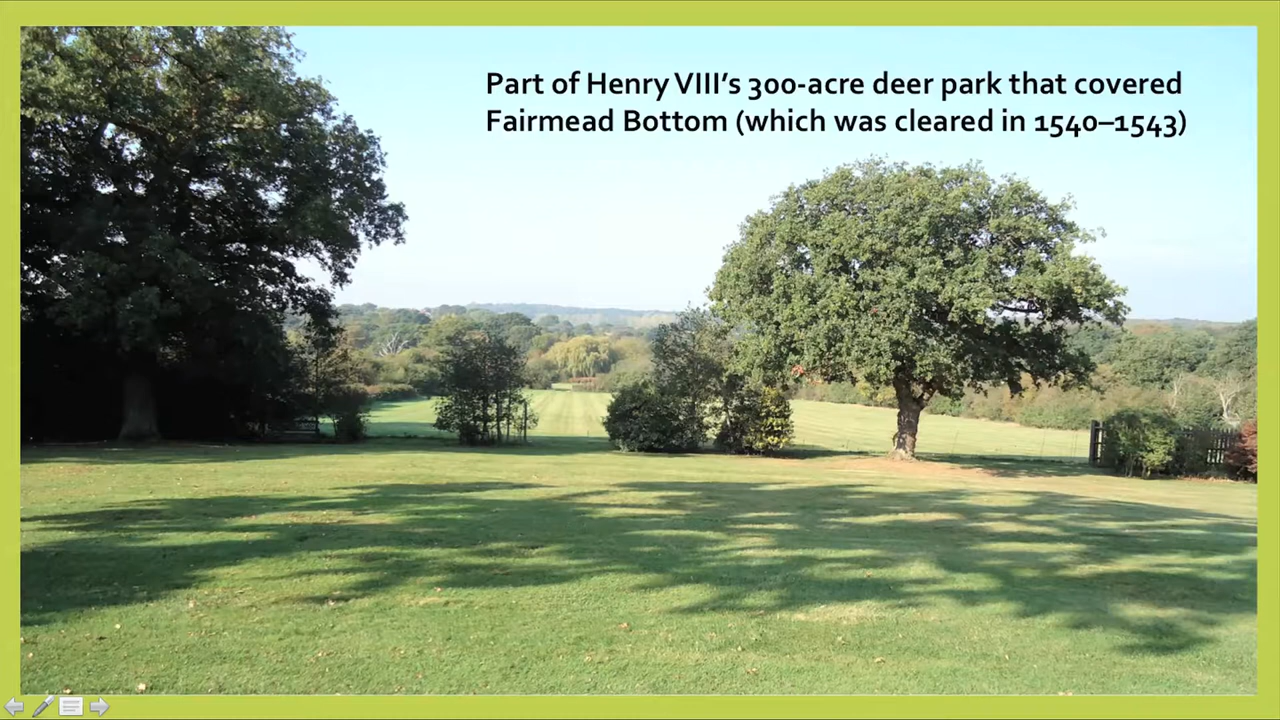 Part of Henry VIII’s 300-acre deer park that covered
Fairmead Bottom (which was cleared in 1540–1543)